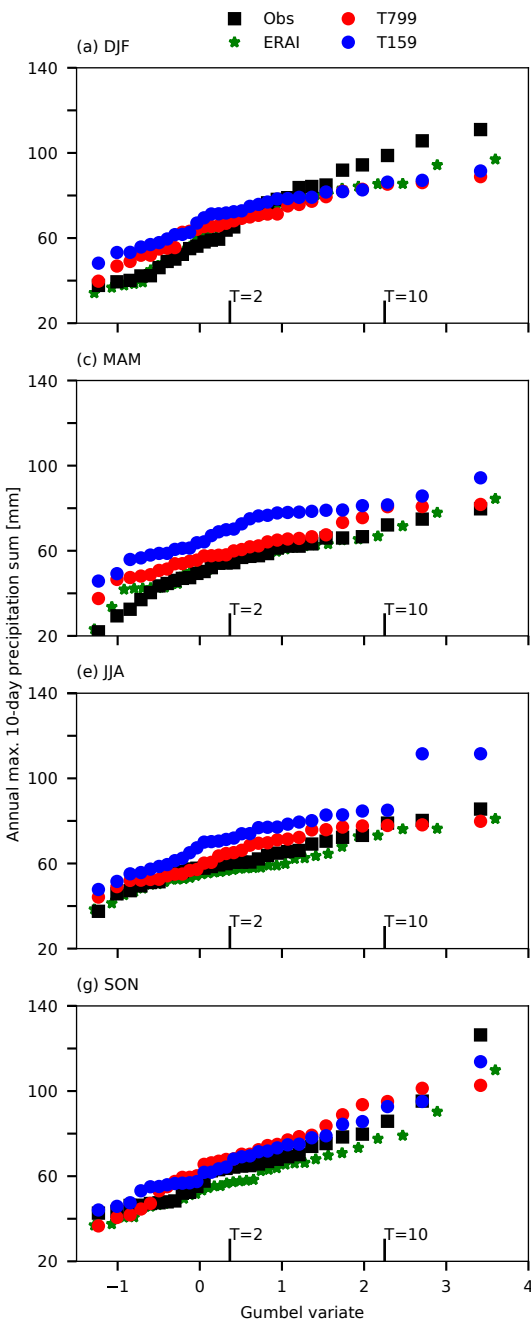 Obs
T799
ERAI
T159
(a) DJF
140
100
60
20
T=2
T=10
(c) MAM
140
100
60
20
T=2
T=10
Annual max. 10-day precipitation sum [mm]
(e) JJA
140
100
60
20
T=2
T=10
(g) SON
140
100
60
20
T=2
T=10
−1 0 1 2 3 4
Gumbel variate